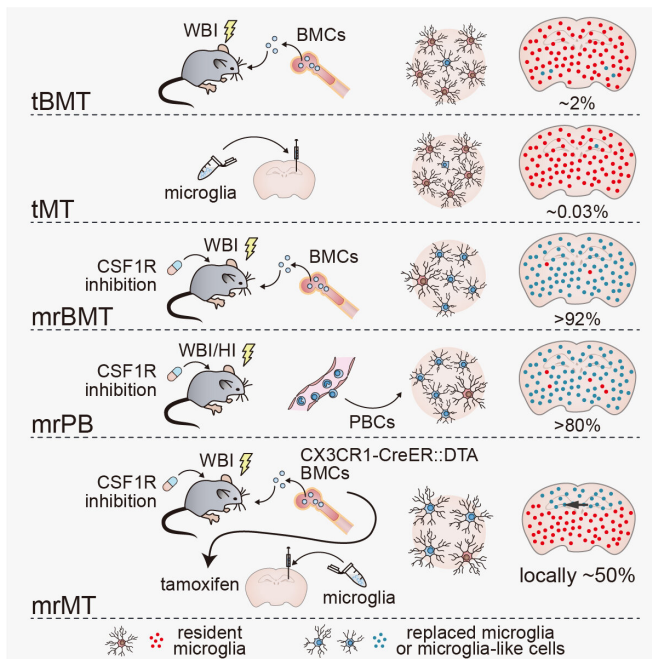 WBI
BMCs
tBMT
~2%
microglia
tMT
~0.03%
CSF1R
inhibition
WBI
BMCs
mrBMT
>92%
CSF1R
inhibition
WBI/HI
PBCs
mrPB
>80%
CSF1R
inhibition
WBI
CX3CR1-CreER::DTA
BMCs
tamoxifen
microglia
mrMT
locally ~50%
resident
microglia
replaced microglia
or microglia-like cells